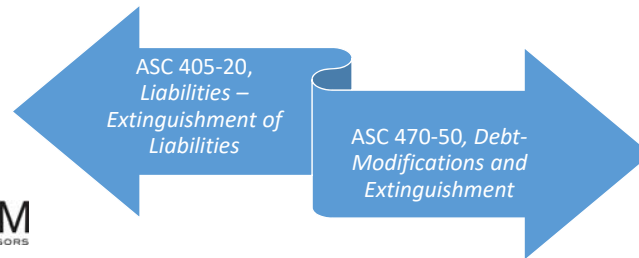 ASC 405-20,
Liabilities –
Extinguishment of
Liabilities
ASC 470-50, Debt-
Modifications and
Extinguishment